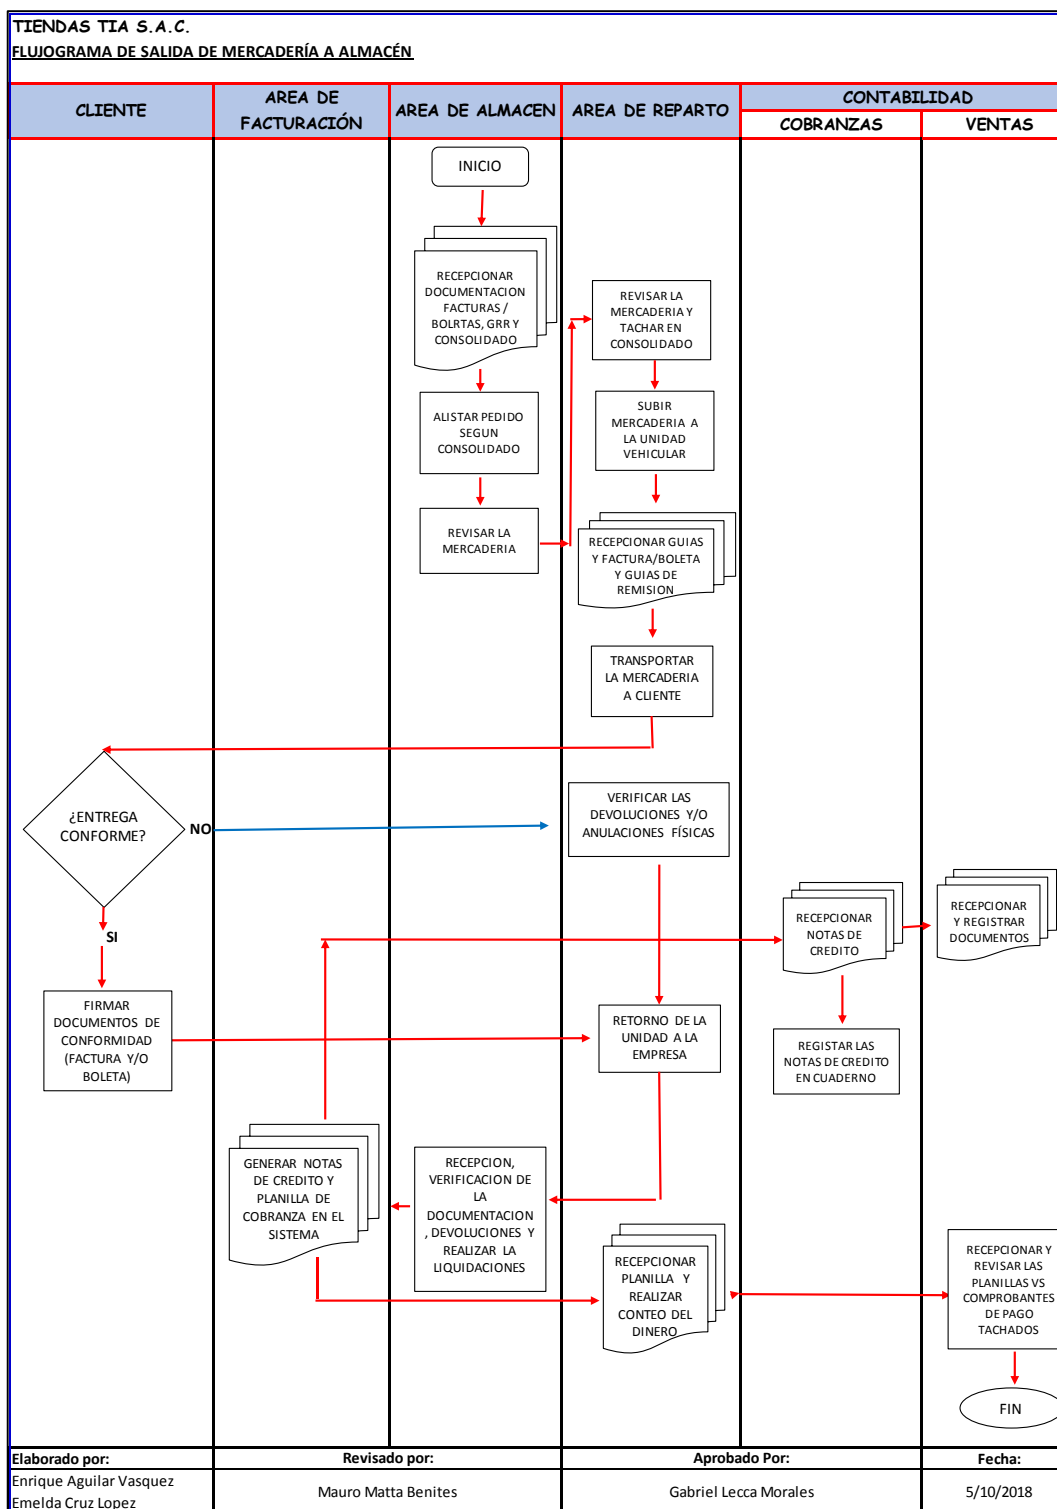 TIENDAS TIA S.A.C.
FLUJOGRAMA DE SALIDA DE MERCADERÍA A ALMACÉN
CLIENTE
AREA DE
FACTURACIÓN
AREA DE ALMACEN
AREA DE REPARTO
CONTABILIDAD
COBRANZAS
VENTAS
INICIO
RECEPCIONAR
DOCUMENTACION
FACTURAS /
BOLRTAS, GRR Y
CONSOLIDADO
REVISAR LA
MERCADERIA Y
TACHAR EN
CONSOLIDADO
ALISTAR PEDIDO
SEGUN
CONSOLIDADO
SUBIR
MERCADERIA A
LA UNIDAD
VEHICULAR
REVISAR LA
MERCADERIA
RECEPCIONAR GUIAS
Y FACTURA/BOLETA
Y GUIAS DE
REMISION
TRANSPORTAR
LA MERCADERIA
A CLIENTE
¿ENTREGA
CONFORME?
NO
VERIFICAR LAS
DEVOLUCIONES Y/O
ANULACIONES FÍSICAS
SI
RECEPCIONAR
NOTAS DE
CREDITO
RECEPCIONAR
Y REGISTRAR
DOCUMENTOS
FIRMAR
DOCUMENTOS DE
CONFORMIDAD
(FACTURA Y/O
BOLETA)
RETORNO DE LA
UNIDAD A LA
EMPRESA
REGISTAR LAS
NOTAS DE CREDITO
EN CUADERNO
GENERAR NOTAS
DE CREDITO Y
PLANILLA DE
COBRANZA EN EL
SISTEMA
RECEPCION,
VERIFICACION DE
LA
DOCUMENTACION
, DEVOLUCIONES Y
REALIZAR LA
LIQUIDACIONES
RECEPCIONAR
PLANILLA Y
REALIZAR
CONTEO DEL
DINERO
RECEPCIONAR Y
REVISAR LAS
PLANILLAS VS
COMPROBANTES
DE PAGO
TACHADOS
FIN
Elaborado por:
Revisado por:
Aprobado Por:
Fecha:
Enrique Aguilar Vasquez
Emelda Cruz Lopez
Mauro Matta Benites
Gabriel Lecca Morales
5/10/2018